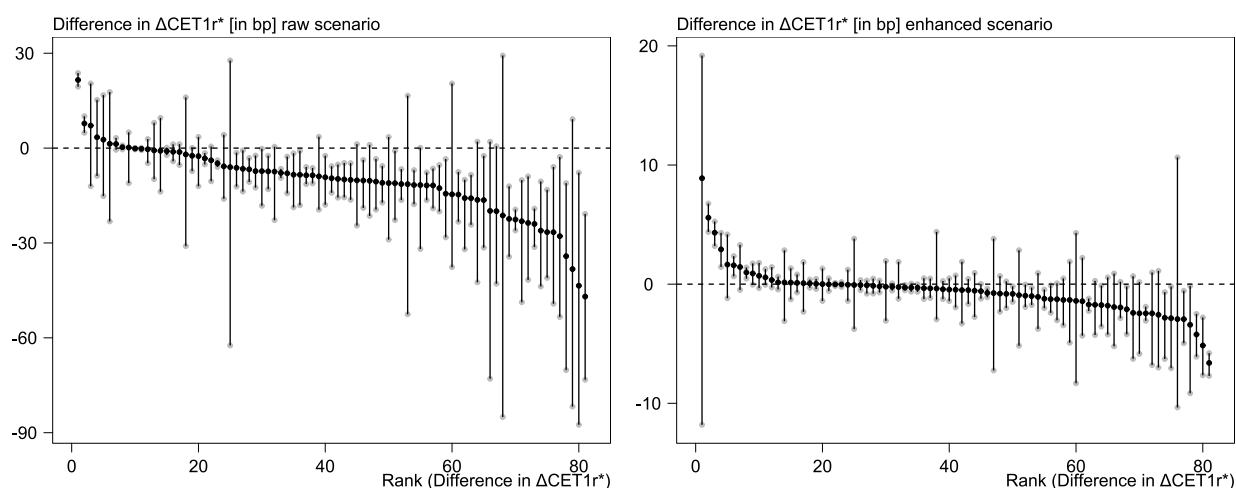 Difference in ΔCET1r* [in bp] raw scenario
30
0
-30
-60
-90
0 20 40 60 80
Rank (Difference in ΔCET1r*)
Difference in ΔCET1r* [in bp] enhanced scenario
20
10
0
-10
0 20 40 60 80
Rank (Difference in ΔCET1r*)